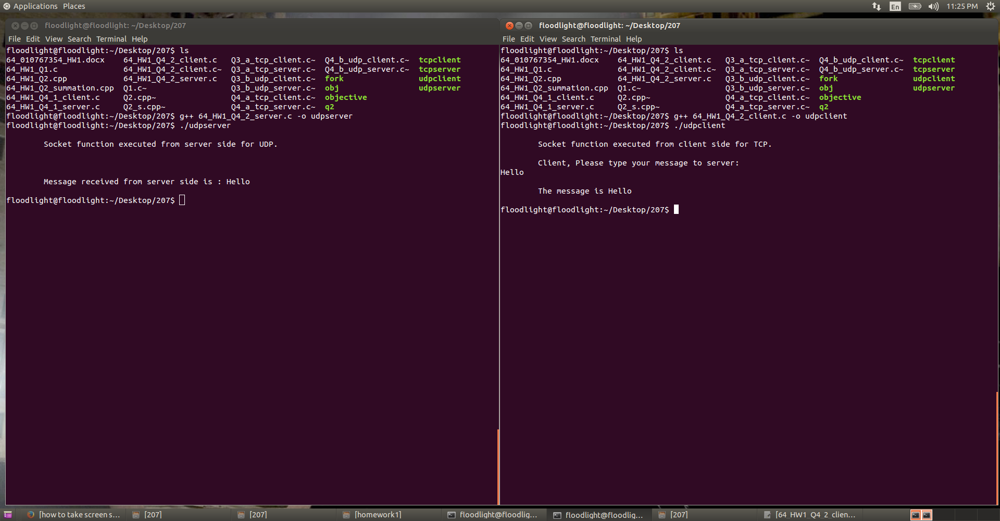 Applications Places En 11:25 PM
floodlight@floodlight: ~/Desktop/207
File Edit View Search Terminal Help
floodlight@floodlight:~/Desktop/207$ ls
64_010767354_HW1.docx 64_HW1_Q4_2_client.c Q3_a_tcp_client.c~ Q4_b_udp_client.c~ tcpclient
64_HW1_Q1.c 64_HW1_Q4_2_client.c~ Q3_a_tcp_server.c~ Q4_b_udp_server.c~ tcpserver
64_HW1_Q2.cpp 64_HW1_Q4_2_server.c Q3_b_udp_client.c~ fork udpclient
64_HW1_Q2_summation.cpp Q1.c~ Q3_b_udp_server.c~ obj udpserver
64_HW1_Q4_1_client.c Q2.cpp~ Q4_a_tcp_client.c~ objective
64_HW1_Q4_1_server.c Q2_s.cpp~ Q4_a_tcp_server.c~ q2
floodlight@floodlight:~/Desktop/207$ g++ 64_HW1_Q4_2_server.c -o udpserver
floodlight@floodlight:~/Desktop/207$ ./udpserver
Socket function executed from server side for UDP.
Message received from server side is : Hello
floodlight@floodlight:~/Desktop/207$
floodlight@floodlight: ~/Desktop/207
File Edit View Search Terminal Help
floodlight@floodlight:~/Desktop/207$ ls
64_010767354_HW1.docx 64_HW1_Q4_2_client.c Q3_a_tcp_client.c~ Q4_b_udp_client.c~ tcpclient
64_HW1_Q1.c 64_HW1_Q4_2_client.c~ Q3_a_tcp_server.c~ Q4_b_udp_server.c~ tcpserver
64_HW1_Q2.cpp 64_HW1_Q4_2_server.c Q3_b_udp_client.c~ fork udpclient
64_HW1_Q2_summation.cpp Q1.c~ Q3_b_udp_server.c~ obj udpserver
64_HW1_Q4_1_client.c Q2.cpp~ Q4_a_tcp_client.c~ objective
64_HW1_Q4_1_server.c Q2_s.cpp~ Q4_a_tcp_server.c~ q2
floodlight@floodlight:~/Desktop/207$ g++ 64_HW1_Q4_2_client.c -o udpclient
floodlight@floodlight:~/Desktop/207$ ./udpclient
Socket function executed from client side for TCP.
Client, Please type your message to server:
Hello
The message is Hello
floodlight@floodlight:~/Desktop/207$
[how to take screen s... [207] [207] [homework1] floodlight@floodlig... floodlight@floodlig... [207] [64_HW1_Q4_2_clien...